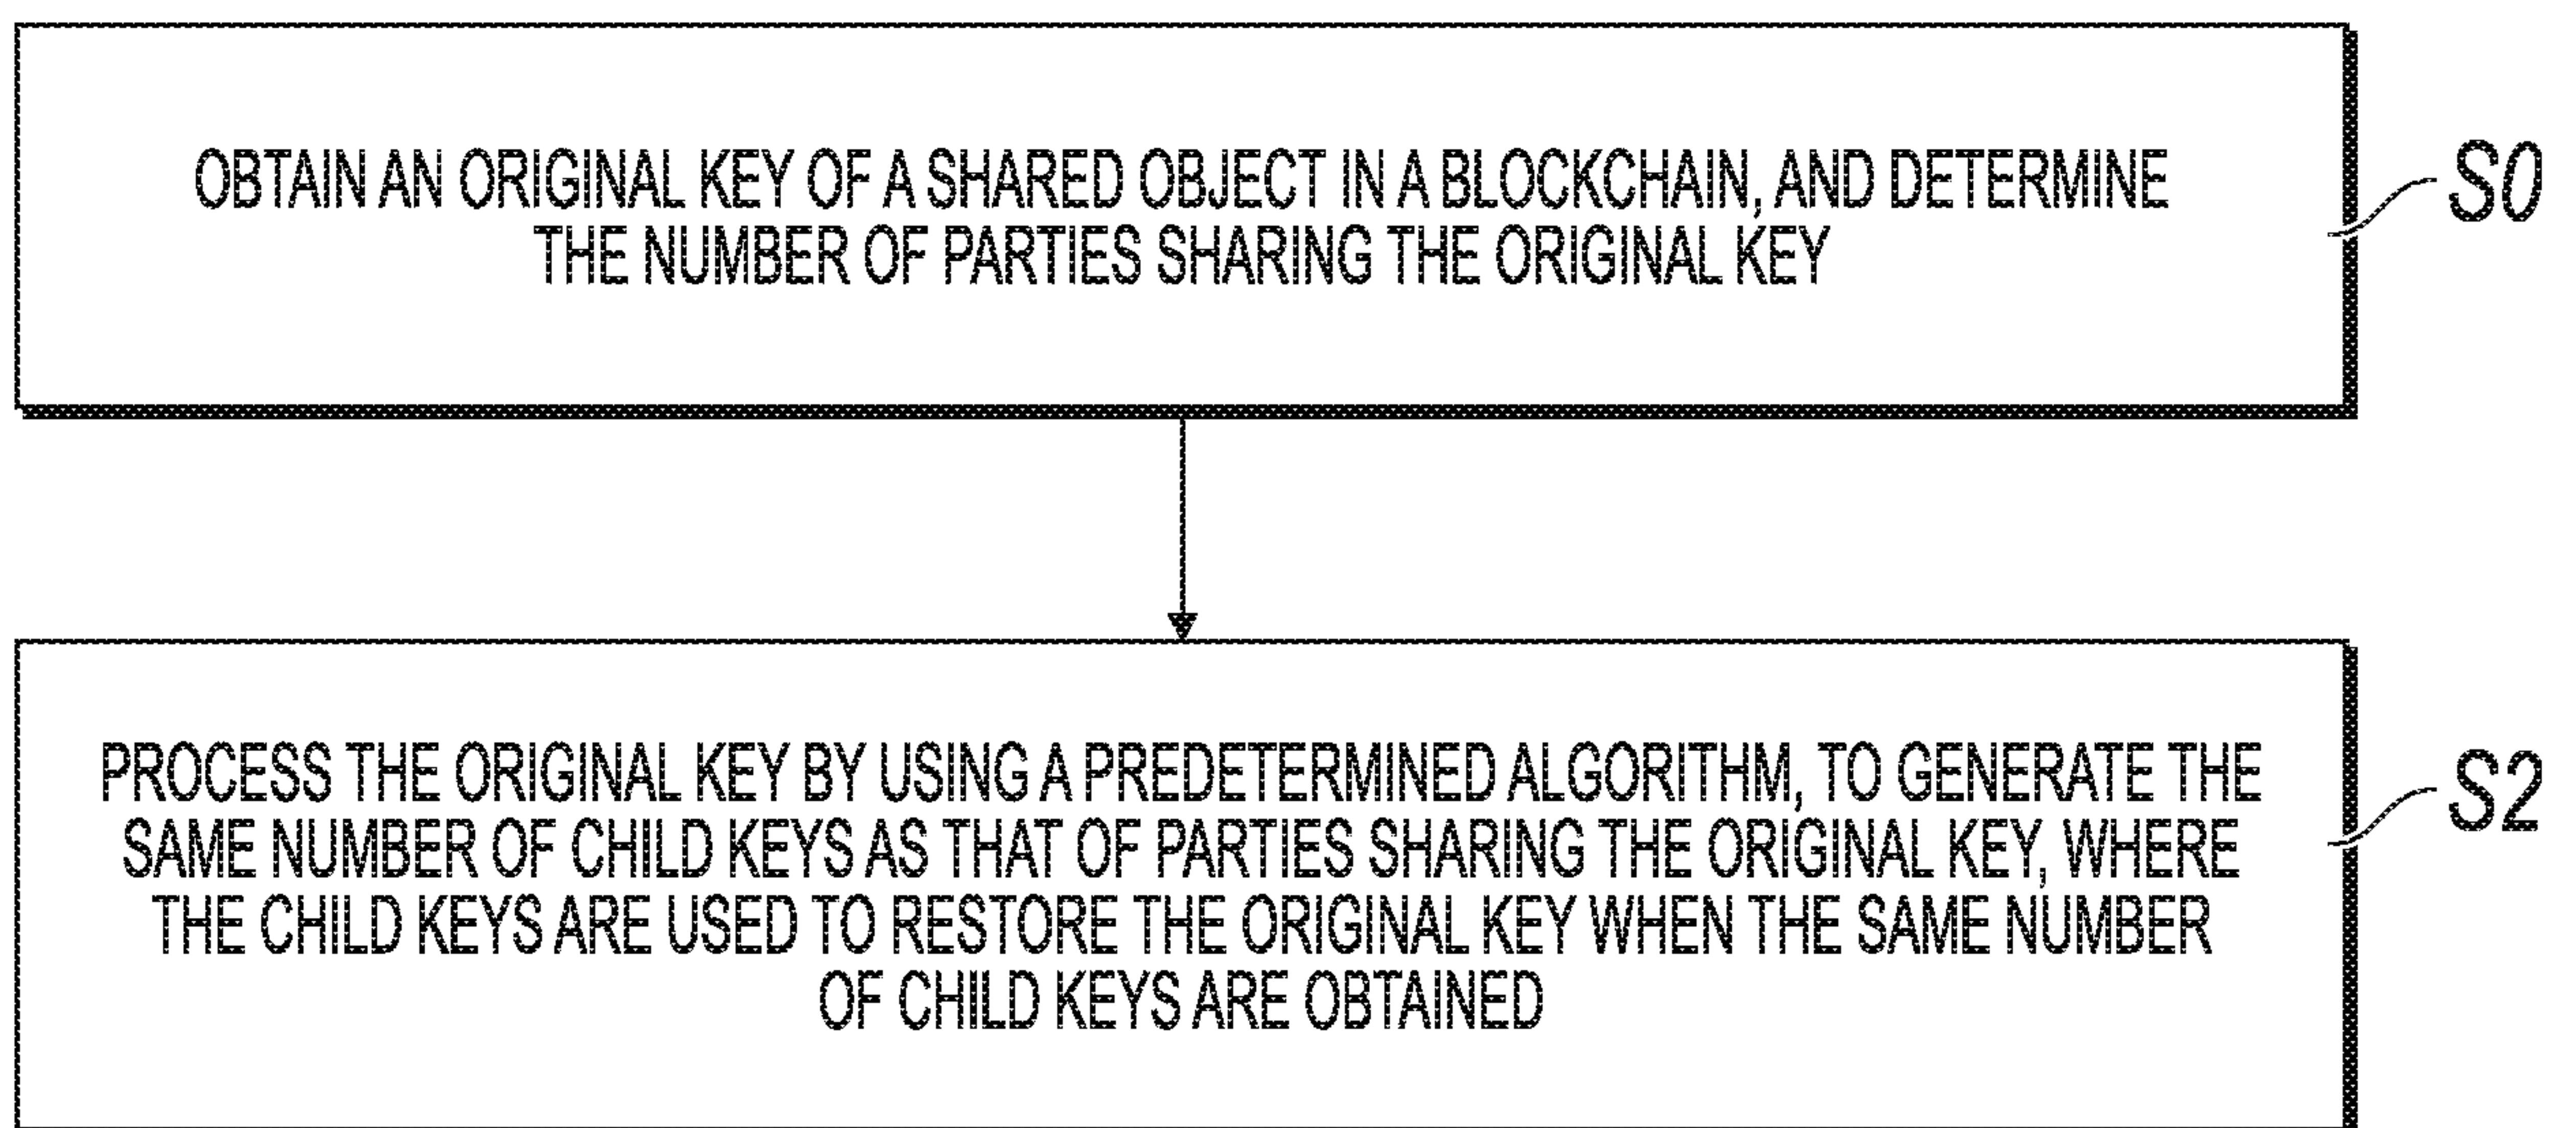 OBTAIN AN ORIGINAL KEY OF A SHARED OBJECT IN A BLOCKCHAIN, AND DETERMINE
THE NUMBER OF PARTIES SHARING THE ORIGINAL KEY
S0
PROCESS THE ORIGINAL KEY BY USING A PREDETERMINED ALGORITHM, TO GENERATE THE
SAME NUMBER OF CHILD KEYS AS THAT OF PARTIES SHARING THE ORIGINAL KEY, WHERE
THE CHILD KEYS ARE USED TO RESTORE THE ORIGINAL KEY WHEN THE SAME NUMBER
OF CHILD KEYS ARE OBTAINED
S2